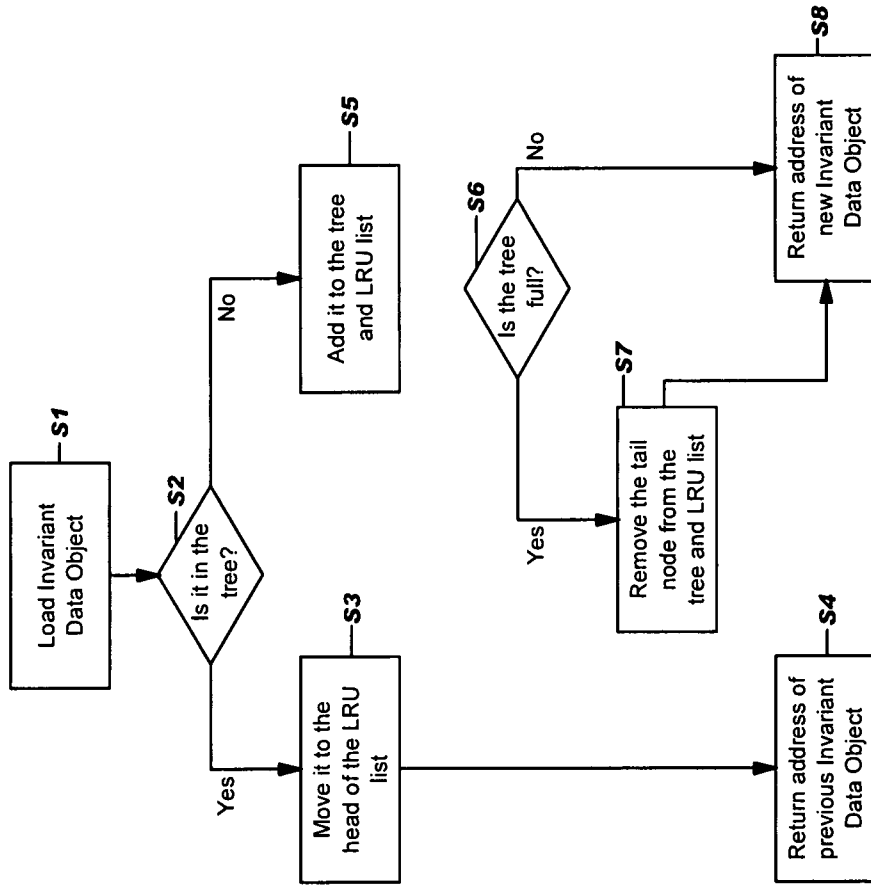 Load Invariant
Data Object
S1
Is it in the
tree?
S2
Yes
No
Move it to the
head of the LRU
list
S3
Add it to the tree
and LRU list
S5
Is the tree
full?
S6
Yes
No
Remove the tail
node from the
tree and LRU list
S7
Return address of
previous Invariant
Data Object
S4
Return address of
new Invariant
Data Object
S8